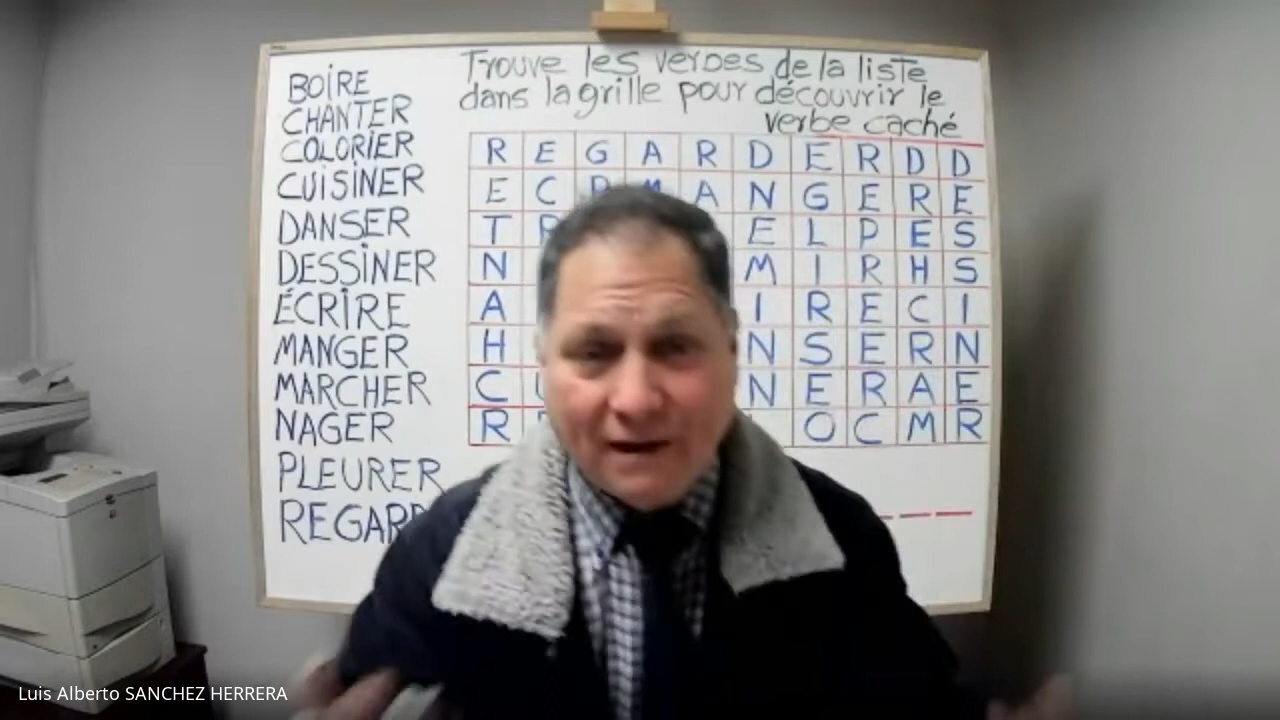 Trouve les verbes de la liste
dans la grille pour découvrir le
verbe caché
BOIRE
CHANTER
COLORIER
CUISINER
DANSER
DESSINER
ÉCRIRE
MANGER
MARCHER
NAGER
PLEURER
REGAR
R E G A R D E R D D
E C A N G E R E
T E L P E S
N M I R H S
A I R E C I
H N S E R N
C N E R A E
R O C M R
Luis Alberto SANCHEZ HERRERA